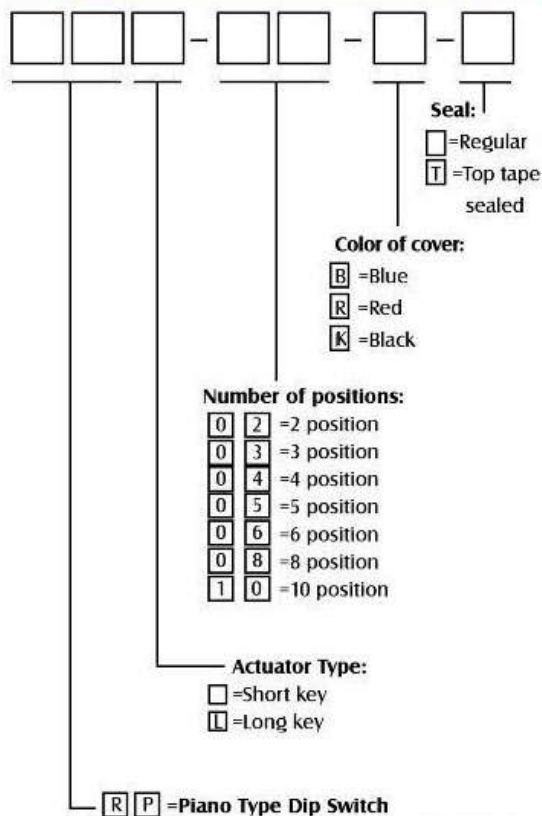 Seal:
=Regular
T =Top tape
sealed
Color of cover:
B =Blue
R =Red
K =Black
Number of positions:
0 2 =2 position
0 3 =3 position
0 4 =4 position
0 5 =5 position
0 6 =6 position
0 8 =8 position
1 0 =10 position
Actuator Type:
=Short key
L =Long key
R P =Piano Type Dip Switch